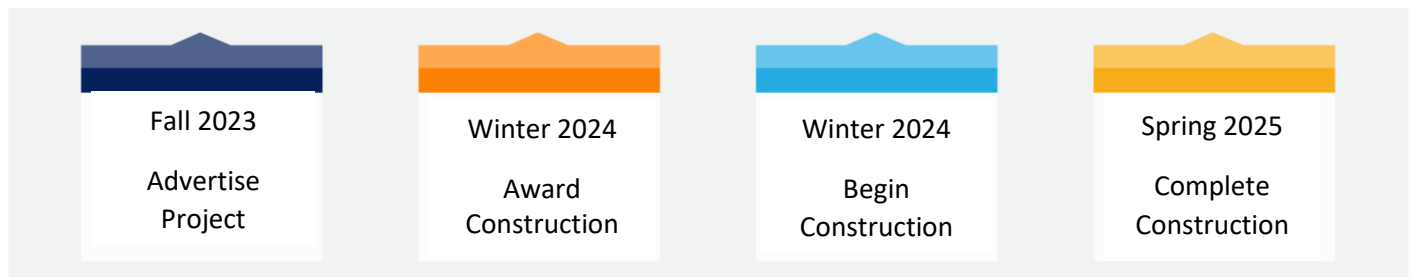 Fall 2023
Advertise
Project
Winter 2024
Award
Construction
Winter 2024
Begin
Construction
Spring 2025
Complete
Construction